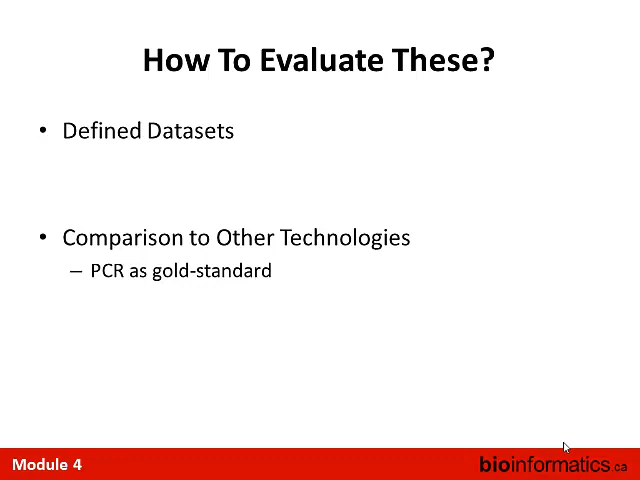 How To Evaluate These?
• Defined Datasets
• Comparison to Other Technologies
– PCR as gold-standard
Module 4
bioinformatics.ca